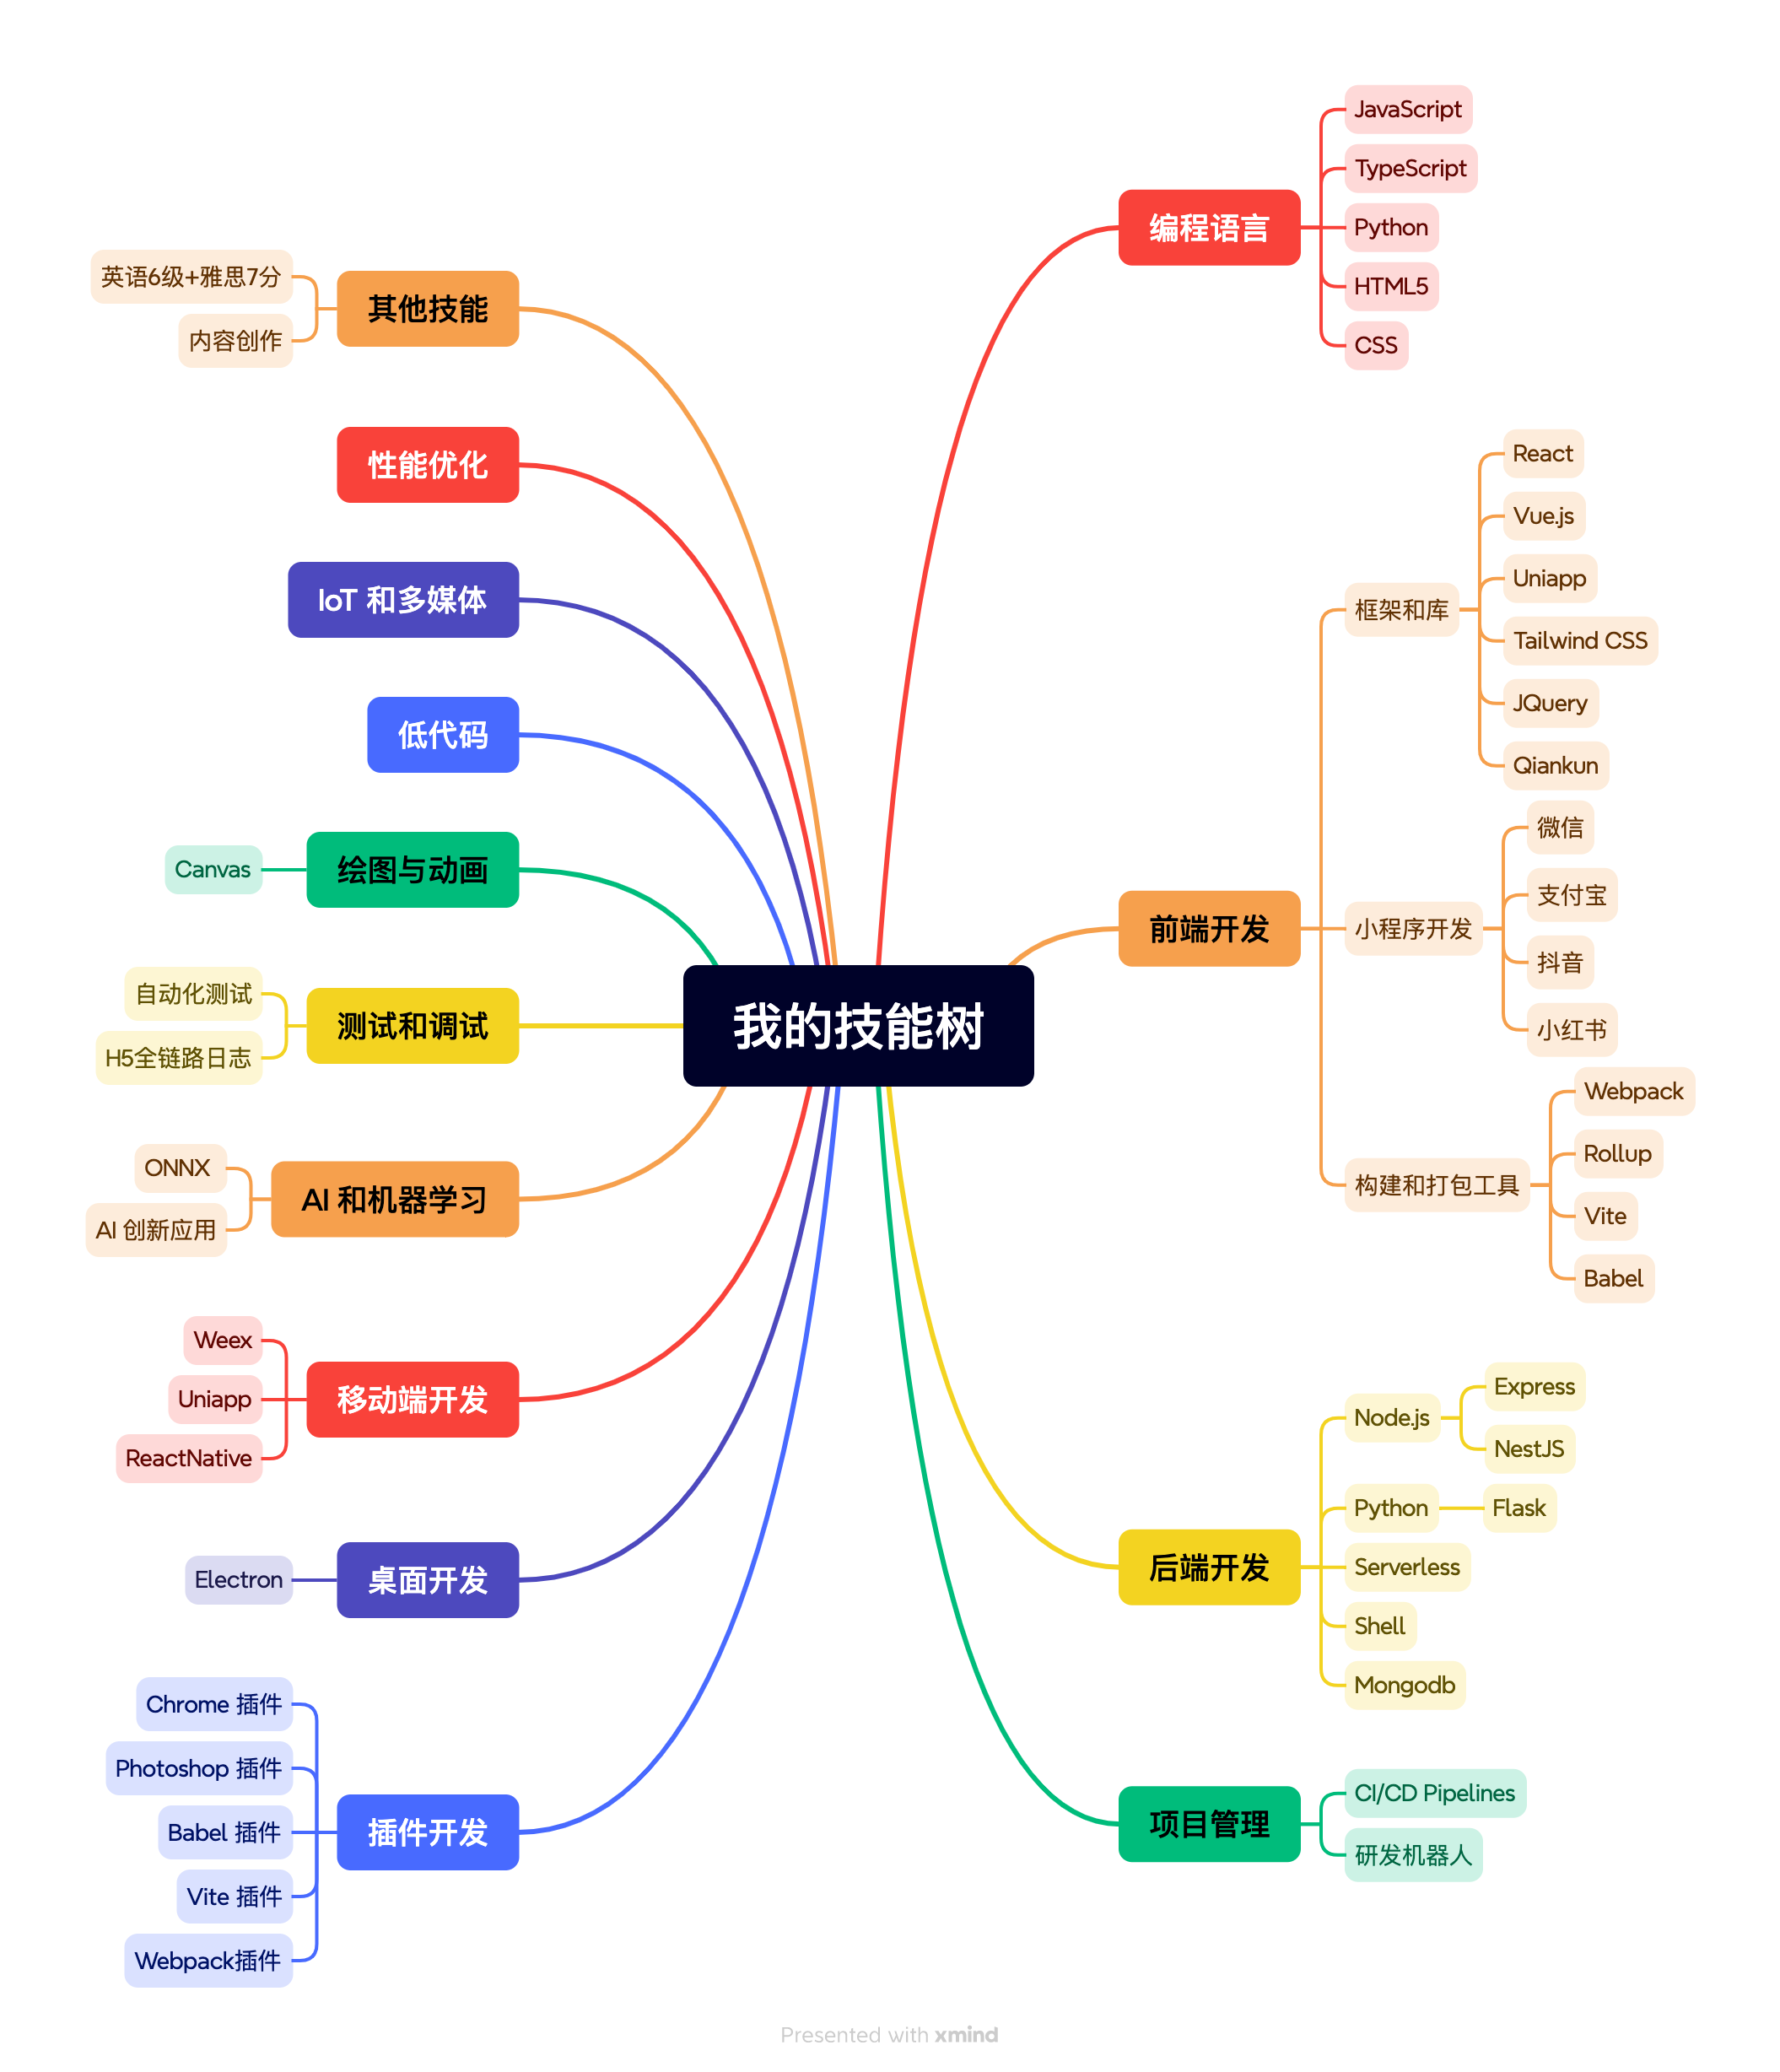 我的技能树
编程语言
JavaScript
TypeScript
Python
HTML5
CSS
前端开发
框架和库
React
Vue.js
Uniapp
Tailwind CSS
JQuery
Qiankun
小程序开发
微信
支付宝
抖音
小红书
构建和打包工具
Webpack
Rollup
Vite
Babel
后端开发
Node.js
Express
NestJS
Python
Flask
Serverless
Shell
Mongodb
项目管理
CI/CD Pipelines
研发机器人
其他技能
英语6级+雅思7分
内容创作
性能优化
IoT 和多媒体
低代码
绘图与动画
Canvas
测试和调试
自动化测试
H5全链路日志
AI 和机器学习
ONNX
AI 创新应用
移动端开发
Weex
Uniapp
ReactNative
桌面开发
Electron
插件开发
Chrome 插件
Photoshop 插件
Babel 插件
Vite 插件
Webpack插件
Presented with xmind